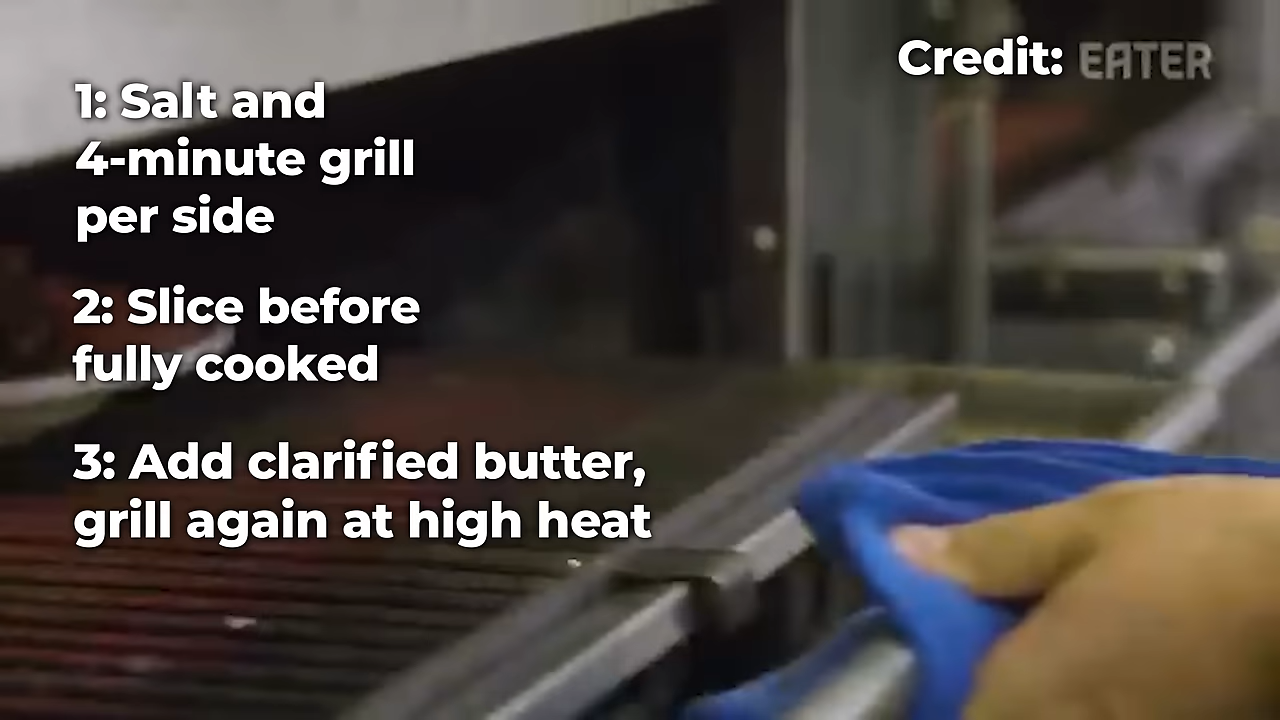 Credit: EATER
1: Salt and
4-minute grill
per side
2: Slice before
fully cooked
3: Add clarified butter,
grill again at high heat